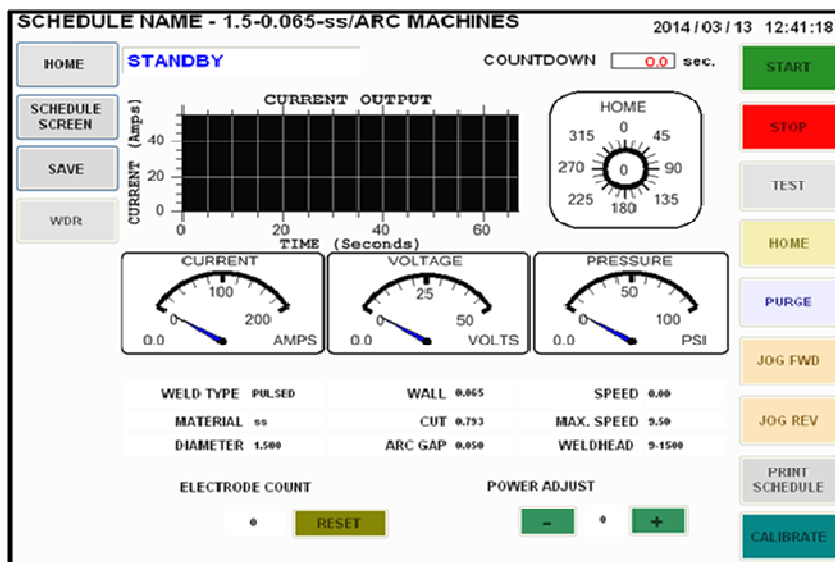 SCHEDULE NAME - 1.5-0.065-ss/ARC MACHINES
2014 / 03 / 13 12:41:18
HOME
STANDBY
COUNTDOWN 0.0 sec.
START
SCHEDULE
SCREEN
SAVE
WDR
CURRENT OUTPUT
CURRENT (Amps)
40
20
0
0 20 40 60
TIME (Seconds)
HOME
0
315 45
270 0 90
225 135
180
STOP
TEST
HOME
PURGE
JOG FWD
JOG REV
PRINT
SCHEDULE
CALIBRATE
CURRENT
100
0 200
0.0 AMPS
VOLTAGE
25
0 50
0.0 VOLTS
PRESSURE
50
0 100
0.0 PSI
WELD TYPE PULSED WALL 0.065 SPEED 0.00
MATERIAL ss CUT 0.793 MAX. SPEED 9.50
DIAMETER 1.500 ARC GAP 0.050 WELDHEAD 9-1500
ELECTRODE COUNT
0 RESET
POWER ADJUST
- 0 +